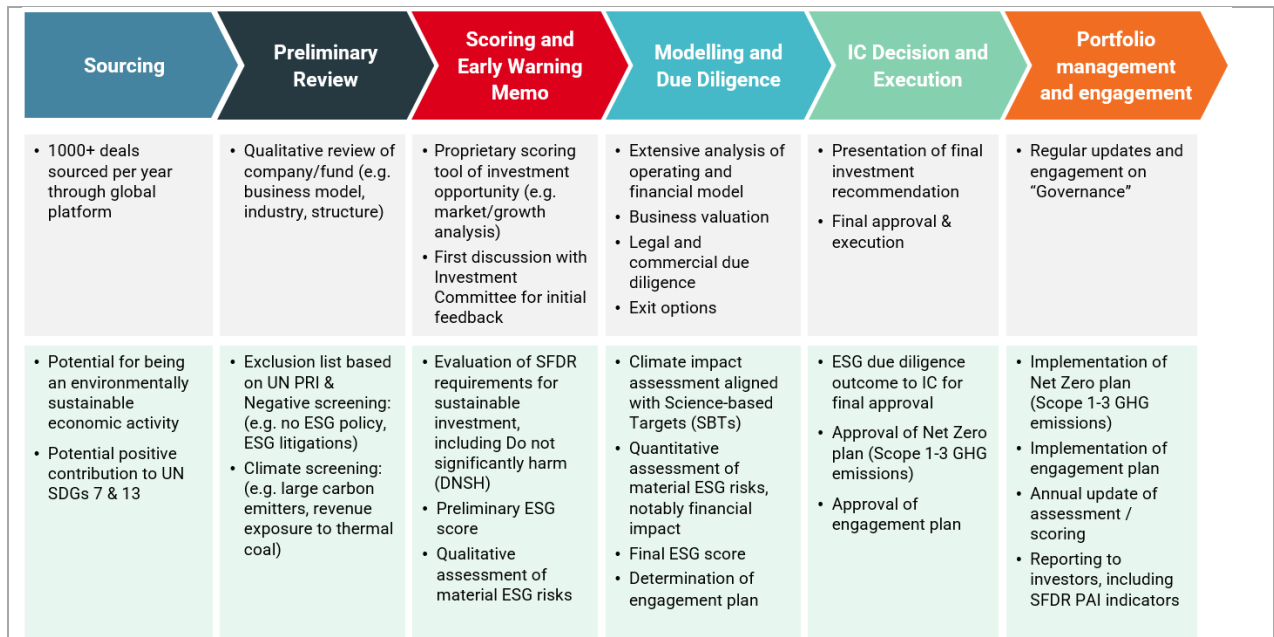 Sourcing
Preliminary
Review
Scoring and
Early Warning
Memo
Modelling and
Due Diligence
IC Decision and
Execution
Portfolio
management
and engagement
• 1000+ deals
sourced per year
through global
platform
• Qualitative review of
company/fund (e.g.
business model,
industry, structure)
• Proprietary scoring
tool of investment
opportunity (e.g.
market/growth
analysis)
• First discussion with
Investment
Committee for initial
feedback
• Extensive analysis of
operating and
financial model
• Business valuation
• Legal and
commercial due
diligence
• Exit options
• Presentation of final
investment
recommendation
• Final approval &
execution
• Regular updates and
engagement on
“Governance”
• Potential for being
an environmentally
sustainable
economic activity
• Potential positive
contribution to UN
SDGs 7 & 13
• Exclusion list based
on UN PRI &
Negative screening:
(e.g. no ESG policy,
ESG litigations)
• Climate screening:
(e.g. large carbon
emitters, revenue
exposure to thermal
coal)
• Evaluation of SFDR
requirements for
sustainable
investment,
including Do not
significantly harm
(DNSH)
• Preliminary ESG
score
• Qualitative
assessment of
material ESG risks
• Climate impact
assessment aligned
with Science-based
Targets (SBTs)
• Quantitative
assessment of
material ESG risks,
notably financial
impact
• Final ESG score
• Determination of
engagement plan
• ESG due diligence
outcome to IC for
final approval
• Approval of Net Zero
plan (Scope 1-3 GHG
emissions)
• Approval of
engagement plan
• Implementation of
Net Zero plan
(Scope 1-3 GHG
emissions)
• Implementation of
engagement plan
• Annual update of
assessment /
scoring
• Reporting to
investors, including
SFDR PAI indicators